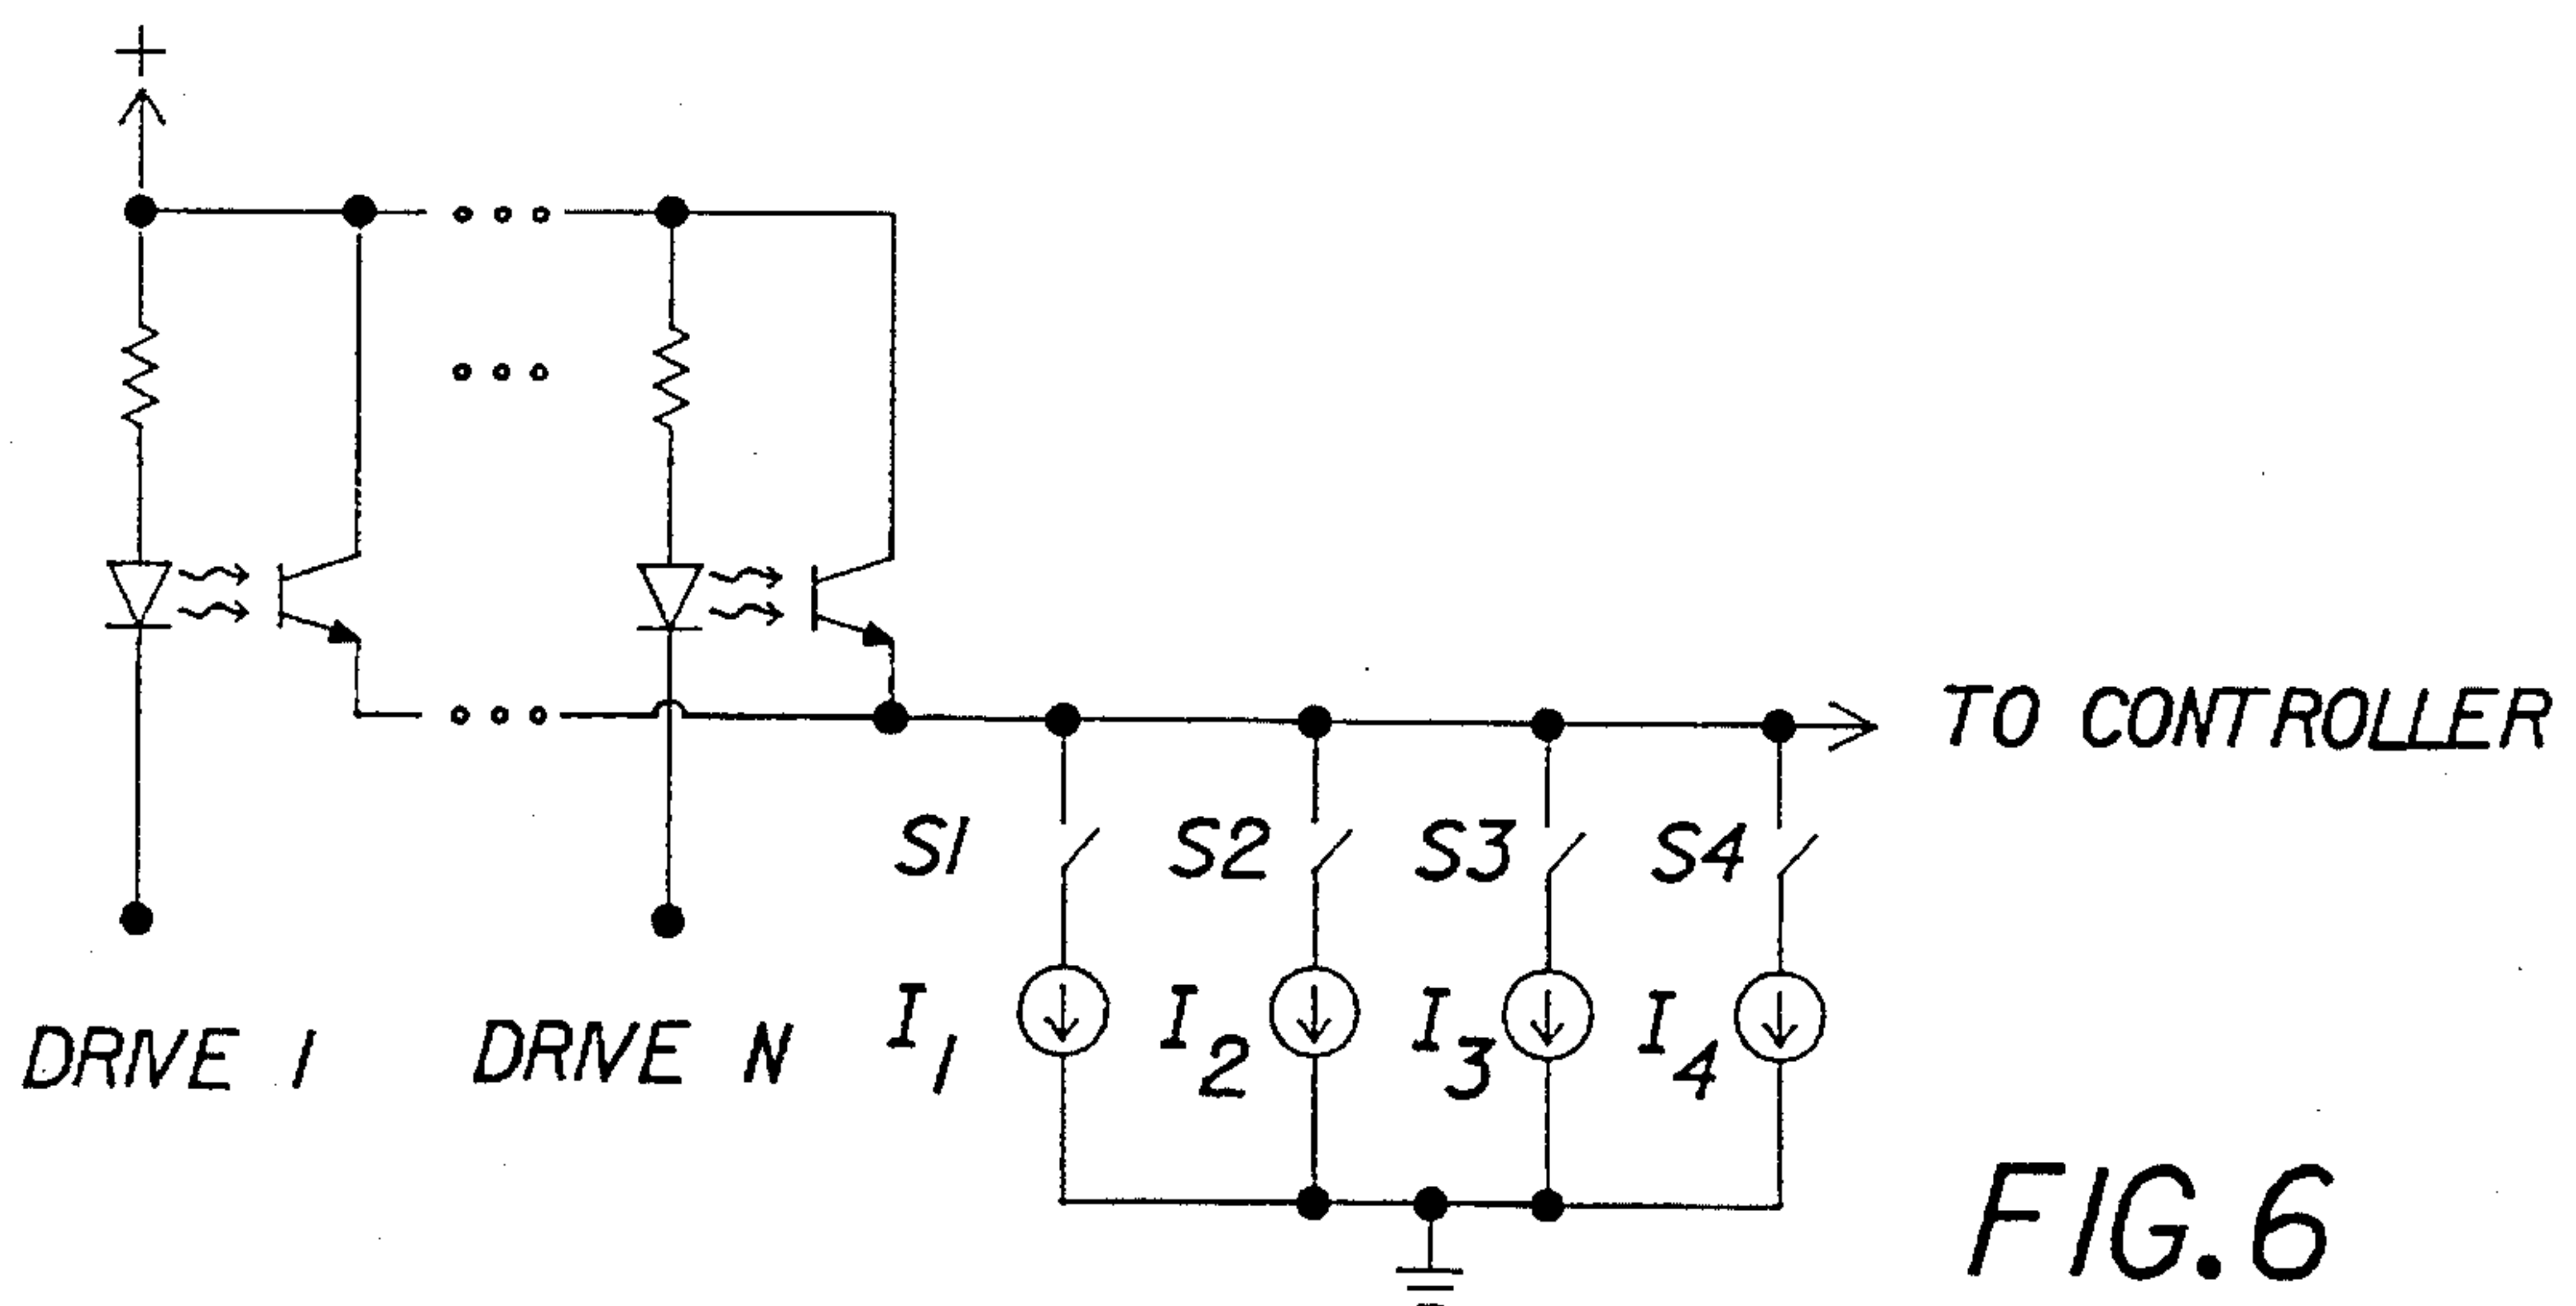 +
TO CONTROLLER
S1 S2 S3 S4
I1 I2 I3 I4
DRIVE 1 DRIVE N
FIG.6